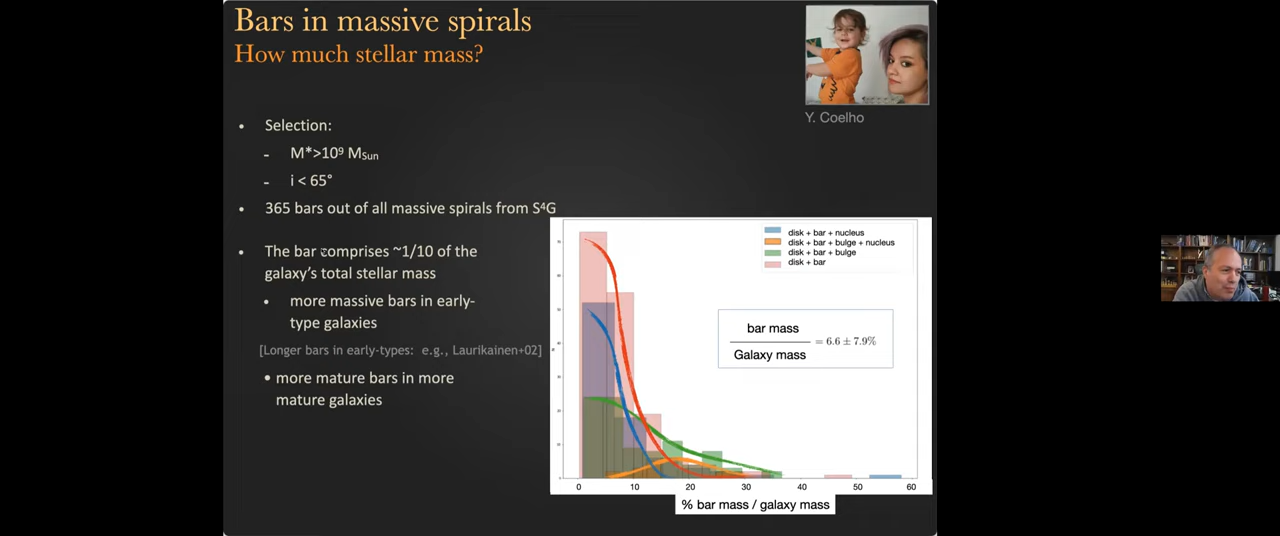 Bars in massive spirals
How much stellar mass?
Y. Coelho
• Selection:
- M*>10⁹ MSun
- i < 65°
• 365 bars out of all massive spirals from S⁴G
• The bar comprises ~1/10 of the
galaxy's total stellar mass
• more massive bars in early-
type galaxies
[Longer bars in early-types: e.g., Laurikainen+02]
• more mature bars in more
mature galaxies
disk + bar + nucleus
disk + bar + bulge + nucleus
disk + bar + bulge
disk + bar
bar mass
Galaxy mass
= 6.6 ± 7.9%
0 10 20 30 40 50 60
% bar mass / galaxy mass